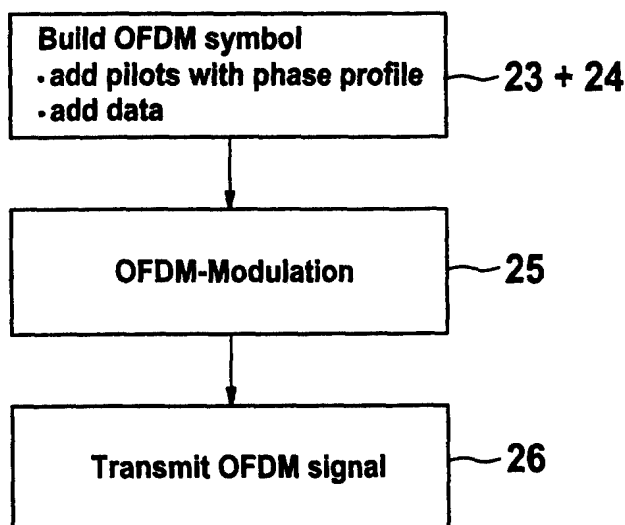 Build OFDM symbol
• add pilots with phase profile
• add data
23 + 24
OFDM-Modulation
25
Transmit OFDM signal
26